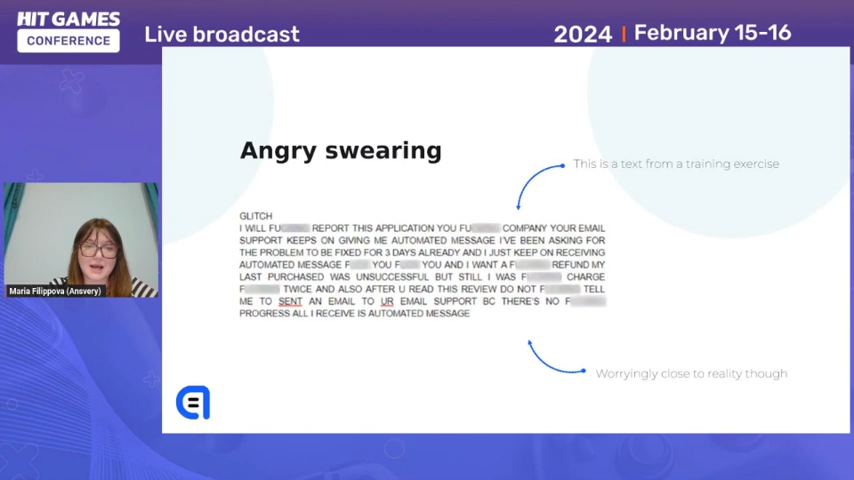 HIT GAMES
CONFERENCE
Live broadcast
2024 | February 15-16
Angry swearing
This is a text from a training exercise
GLITCH
I WILL FU REPORT THIS APPLICATION YOU FU COMPANY YOUR EMAIL
SUPPORT KEEPS ON GIVING ME AUTOMATED MESSAGE I'VE BEEN ASKING FOR
THE PROBLEM TO BE FIXED FOR 3 DAYS ALREADY AND I JUST KEEP ON RECEIVING
AUTOMATED MESSAGE F YOU F YOU AND I WANT A F REFUND MY
LAST PURCHASED WAS UNSUCCESSFUL BUT STILL I WAS F CHARGE
F TWICE AND ALSO AFTER U READ THIS REVIEW DO NOT F TELL
ME TO SENT AN EMAIL TO UR EMAIL SUPPORT BC THERE'S NO F
PROGRESS ALL I RECEIVE IS AUTOMATED MESSAGE
Maria Filippova (Ansvery)
Worryingly close to reality though